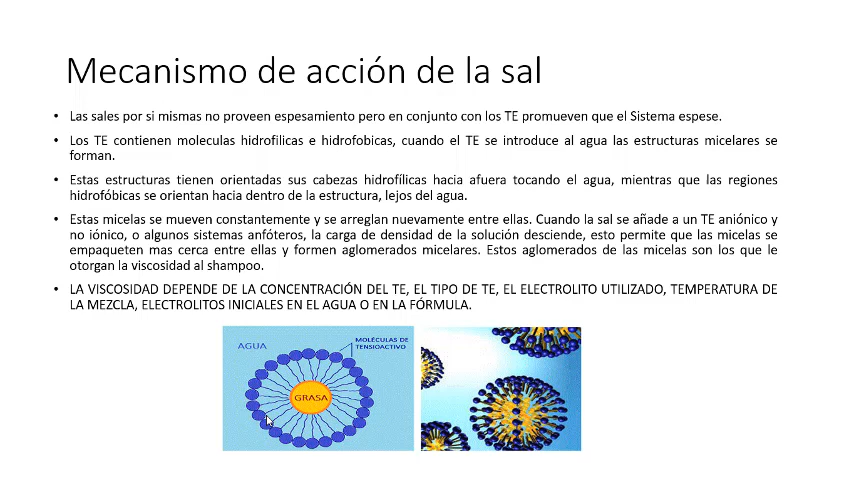 Mecanismo de acción de la sal
• Las sales por si mismas no proveen espesamiento pero en conjunto con los TE promueven que el Sistema espese.
• Los TE contienen moleculas hidrofilicas e hidrofobicas, cuando el TE se introduce al agua las estructuras micelares se
forman.
• Estas estructuras tienen orientadas sus cabezas hidrofílicas hacia afuera tocando el agua, mientras que las regiones
hidrofóbicas se orientan hacia dentro de la estructura, lejos del agua.
• Estas micelas se mueven constantemente y se arreglan nuevamente entre ellas. Cuando la sal se añade a un TE aniónico y
no iónico, o algunos sistemas anfóteros, la carga de densidad de la solución desciende, esto permite que las micelas se
empaqueten mas cerca entre ellas y formen aglomerados micelares. Estos aglomerados de las micelas son los que le
otorgan la viscosidad al shampoo.
• LA VISCOSIDAD DEPENDE DE LA CONCENTRACIÓN DEL TE, EL TIPO DE TE, EL ELECTROLITO UTILIZADO, TEMPERATURA DE
LA MEZCLA, ELECTROLITOS INICIALES EN EL AGUA O EN LA FÓRMULA.
AGUA
MOLÉCULAS DE
TENSIOACTIVO
GRASA